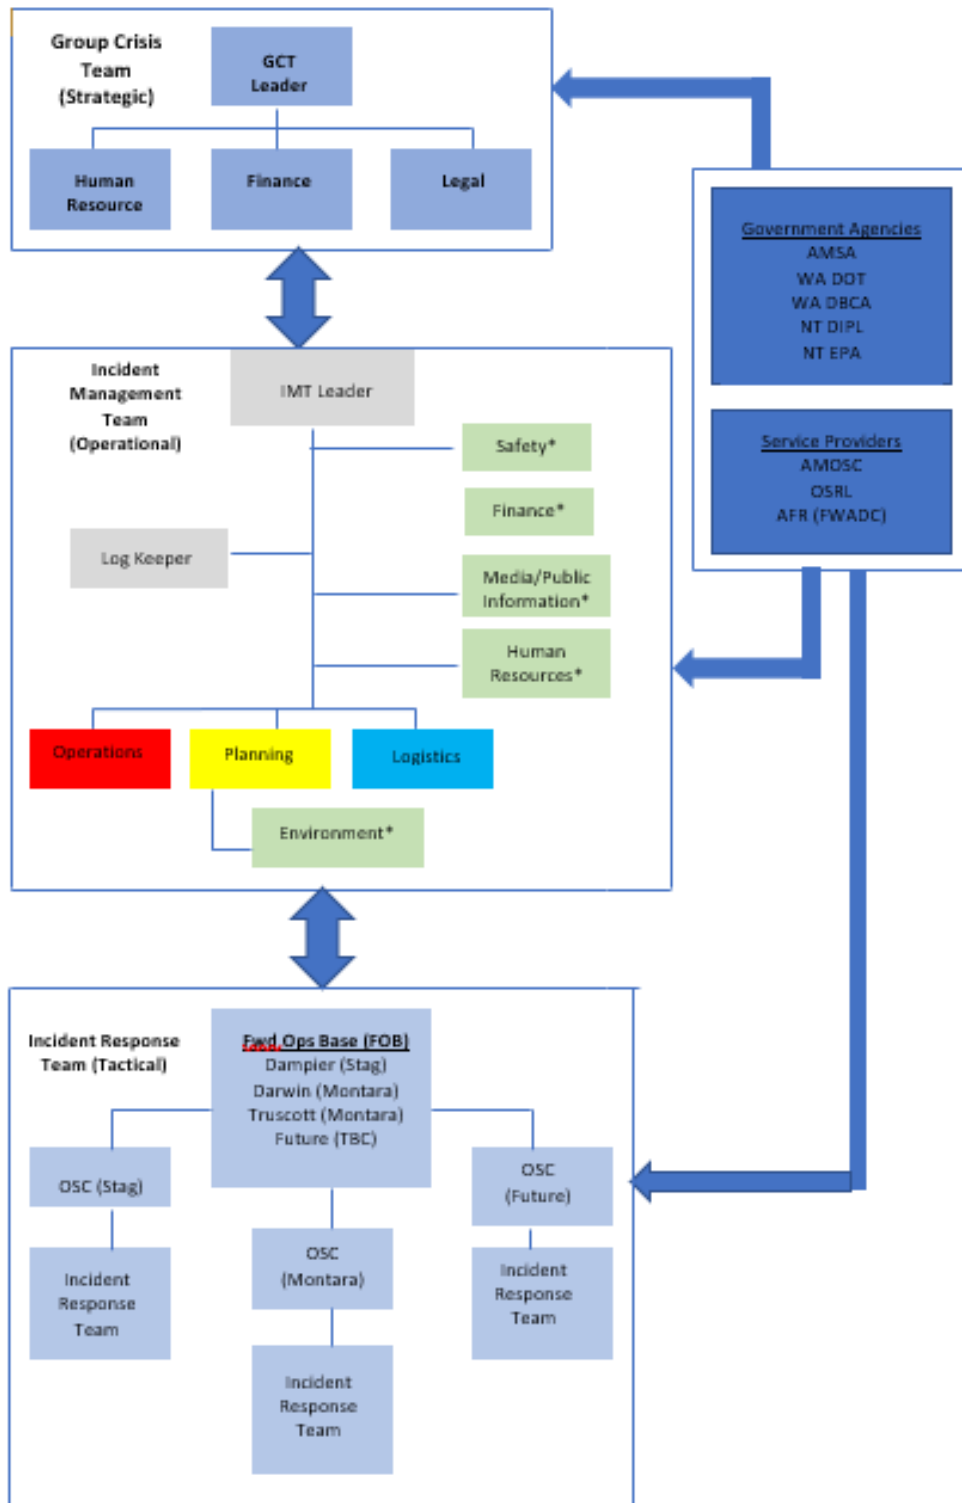 Group Crisis
Team
(Strategic)
GCT
Leader
Human
Resource
Finance
Legal
Government Agencies
AMSA
WA DOT
WA DBCA
NT DIPL
NT EPA
Service Providers
AMOSC
OSRL
AFR (FWADC)
Incident
Management
Team
(Operational)
IMT Leader
Safety*
Finance*
Log Keeper
Media/Public
Information*
Human
Resources*
Operations
Planning
Logistics
Environment*
Incident Response
Team (Tactical)
Fwd Ops Base (FOB)
Dampier (Stag)
Darwin (Montara)
Truscott (Montara)
Future (TBC)
OSC (Stag)
Incident
Response
Team
OSC
(Montara)
Incident
Response
Team
OSC
(Future)
Incident
Response
Team